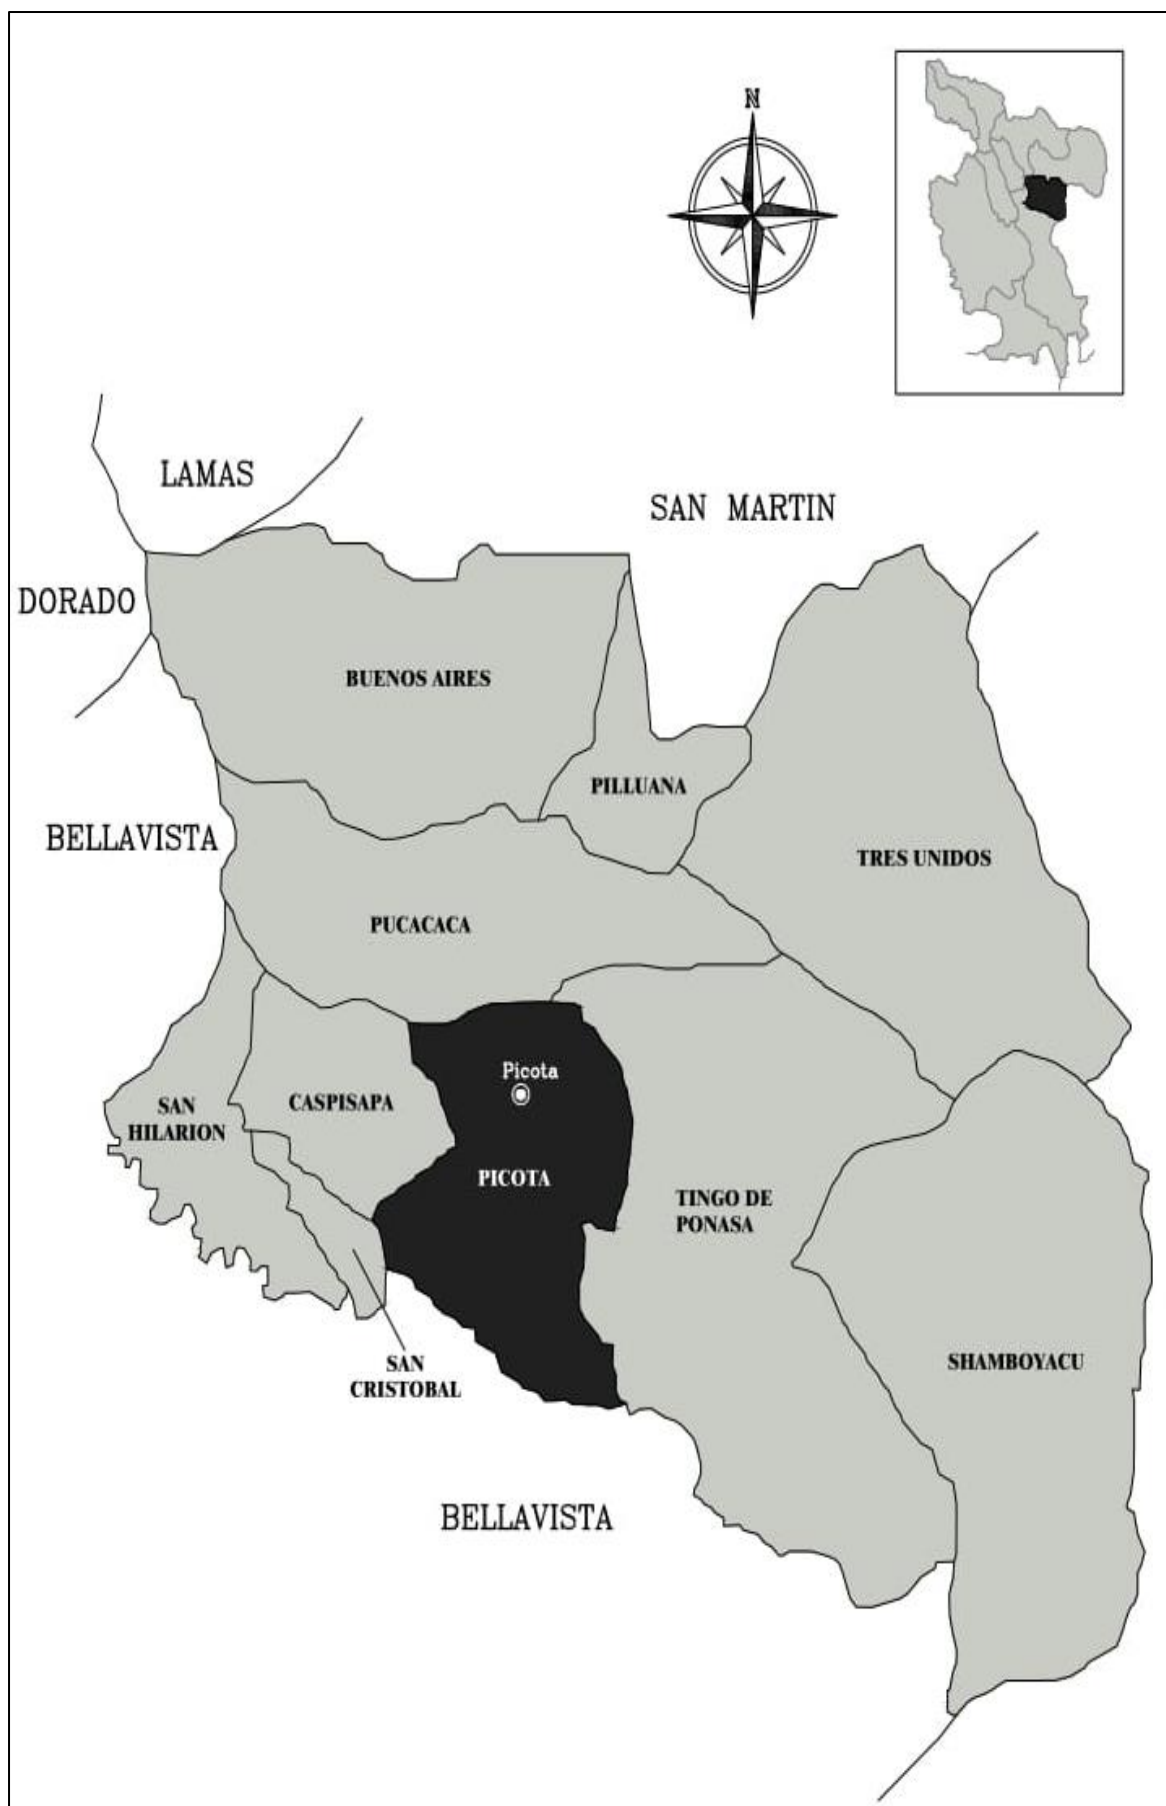 N
LAMAS
SAN MARTIN
DORADO
BUENOS AIRES
PILLUANA
BELLAVISTA
TRES UNIDOS
PUCACACA
Picota
SAN
HILARION
CASPISAPA
PICOTA
TINGO DE
PONASA
SHAMBOYACU
SAN
CRISTOBAL
BELLAVISTA